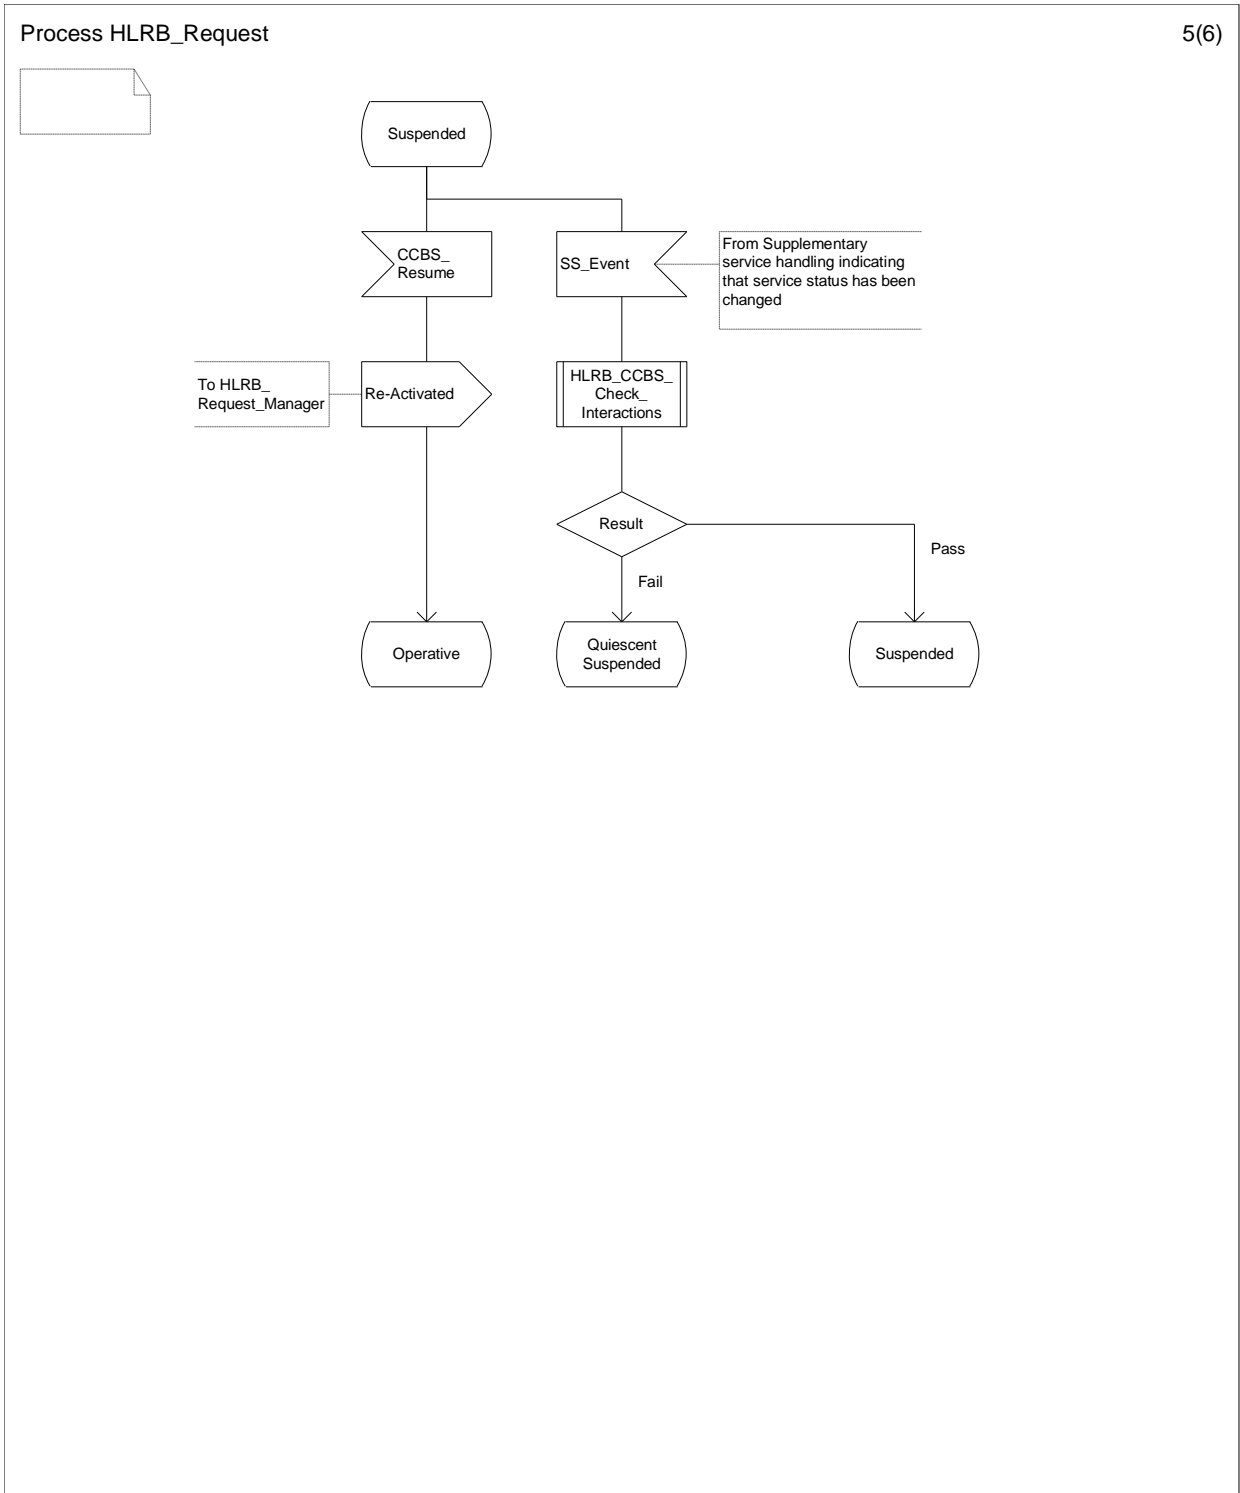 Process HLRB_Request
5(6)
Suspended
CCBS_
Resume
SS_Event
From Supplementary
service handling indicating
that service status has been
changed
To HLRB_
Request_Manager
Re-Activated
HLRB_CCBS_
Check_
Interactions
Result
Pass
Fail
Operative
Quiescent
Suspended
Suspended